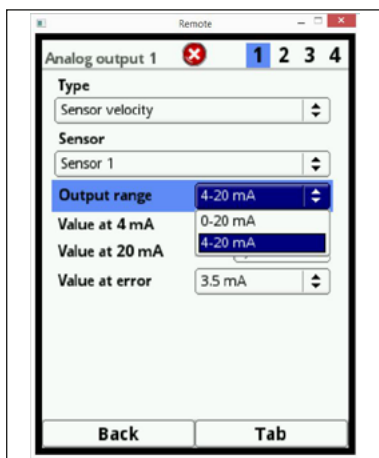 Remote
Analog output 1 1 2 3 4
Type
Sensor velocity
Sensor
Sensor 1
Output range 4-20 mA
Value at 4 mA 0-20 mA
4-20 mA
Value at 20 mA
Value at error 3.5 mA
Back Tab